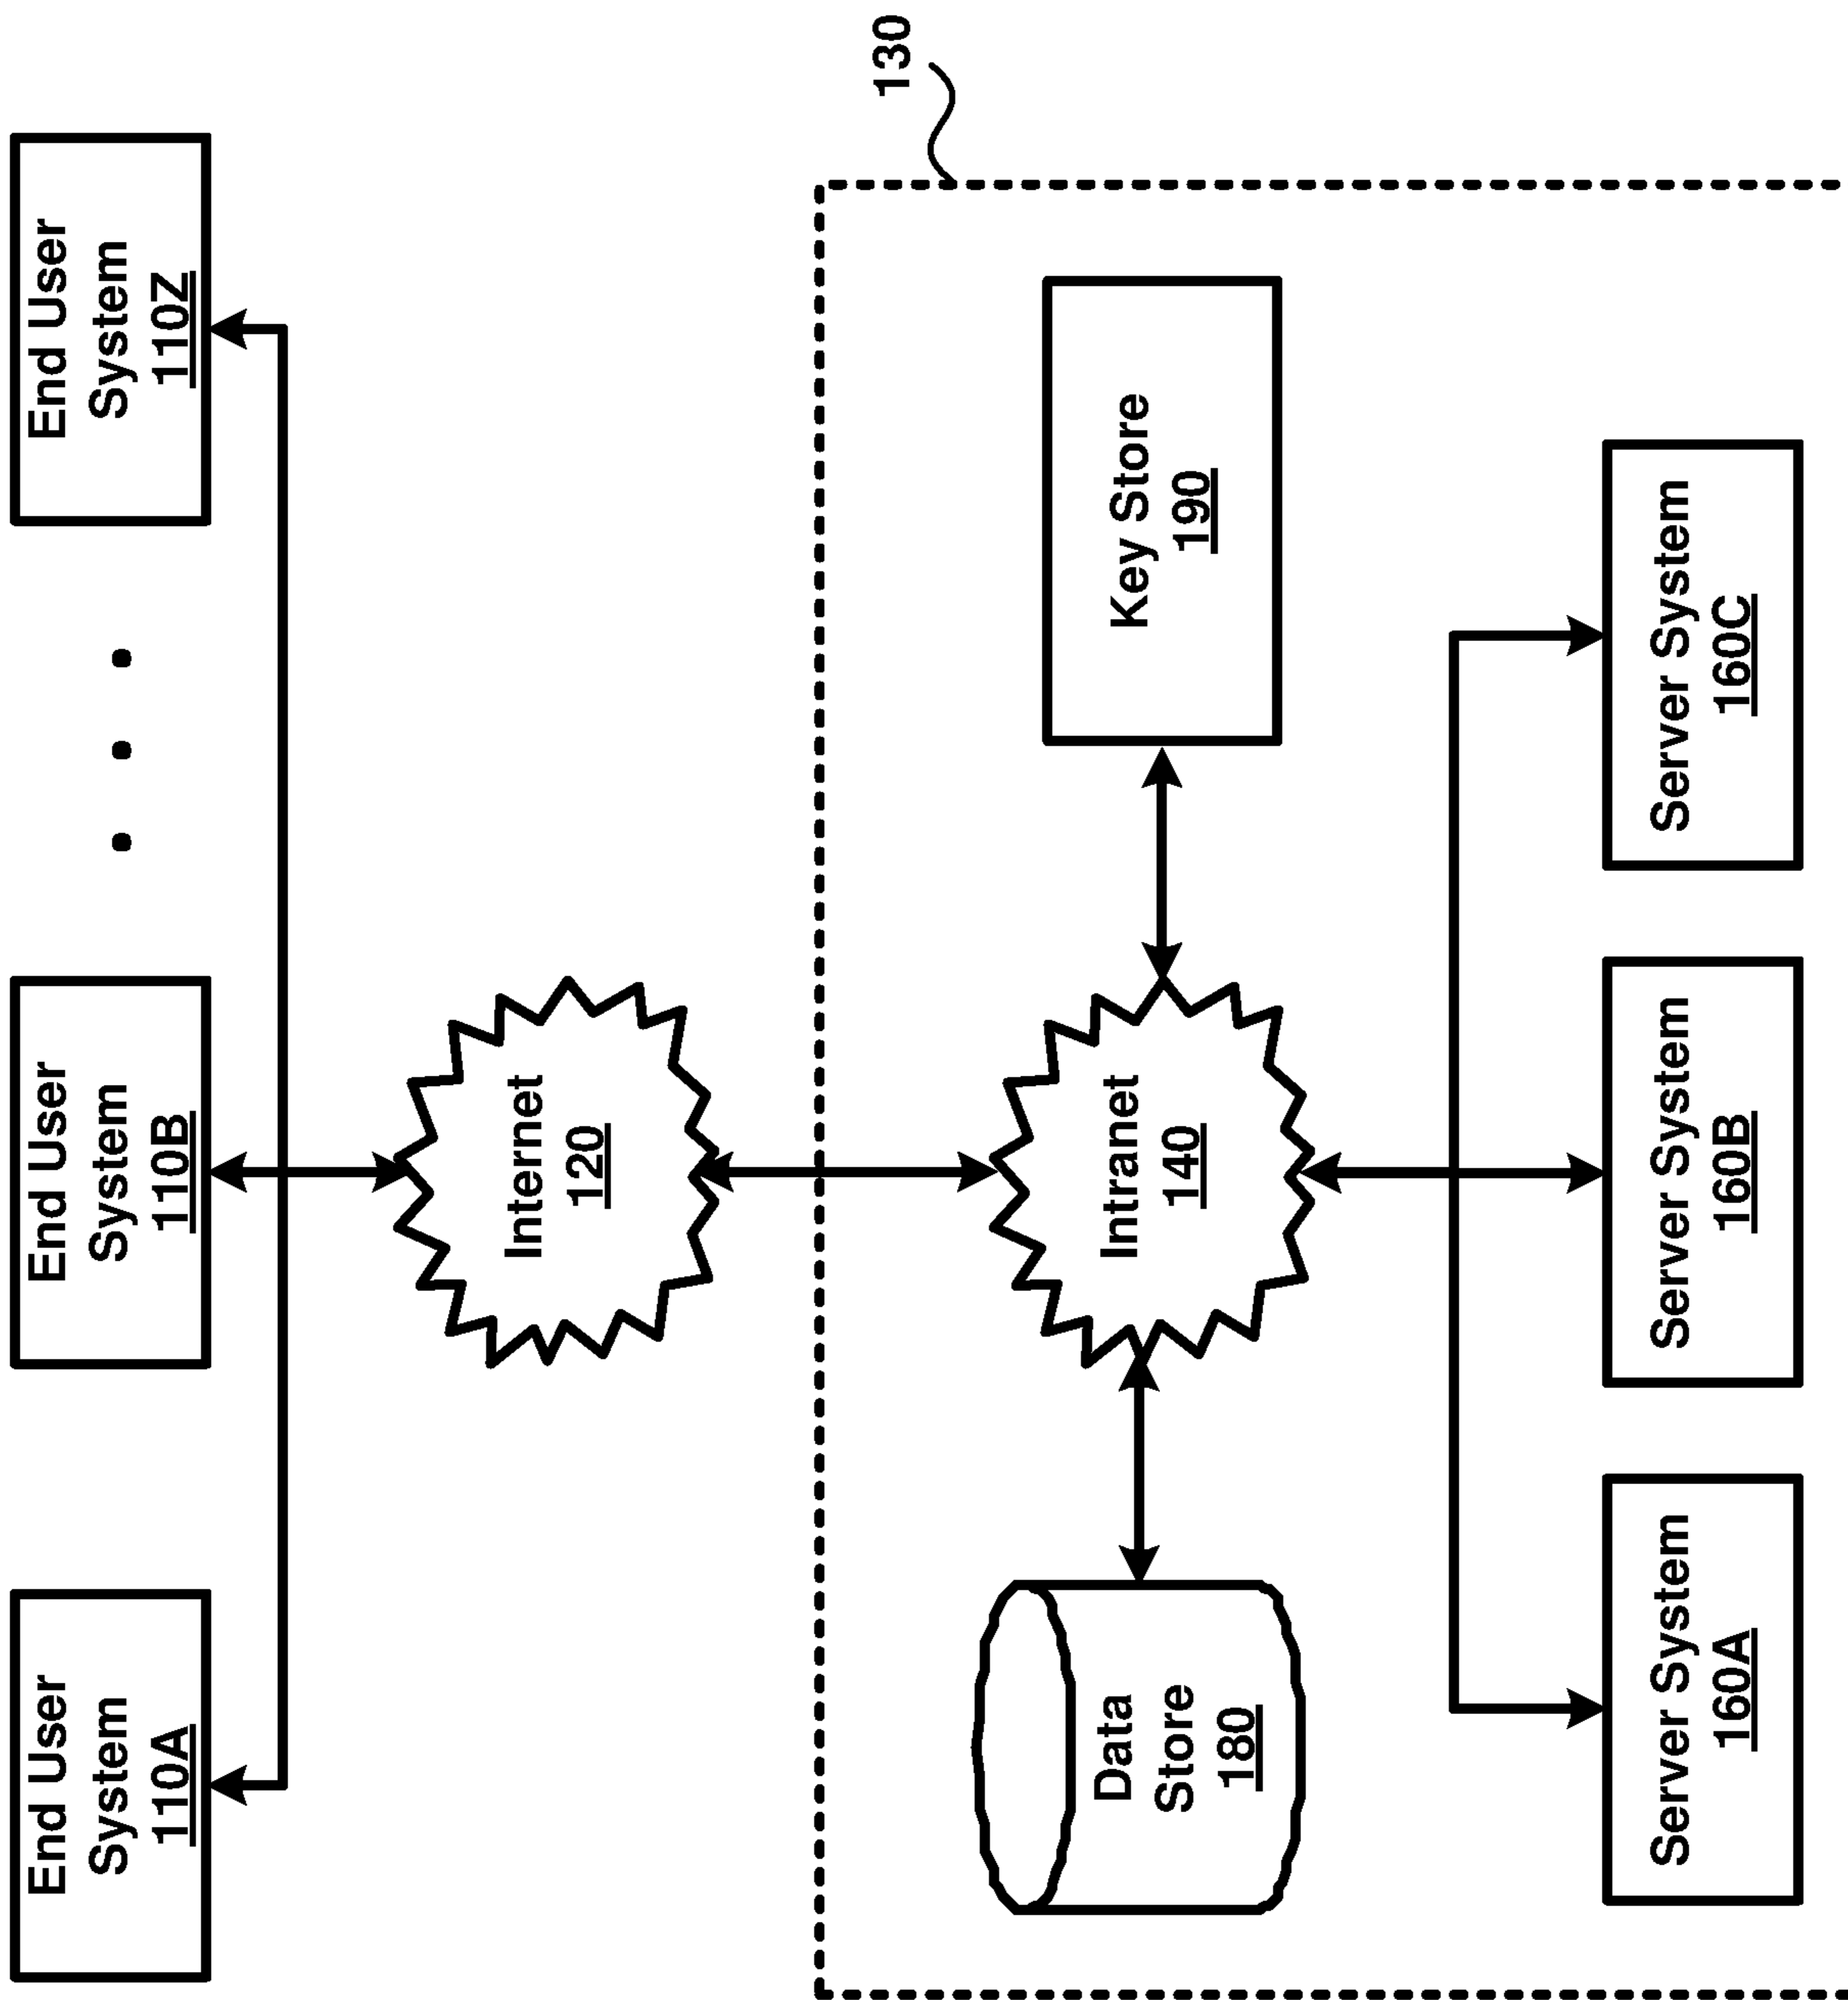 End User
System
110A
End User
System
110B
. . .
End User
System
110Z
Internet
120
130
Data
Store
180
Intranet
140
Key Store
190
Server System
160A
Server System
160B
Server System
160C